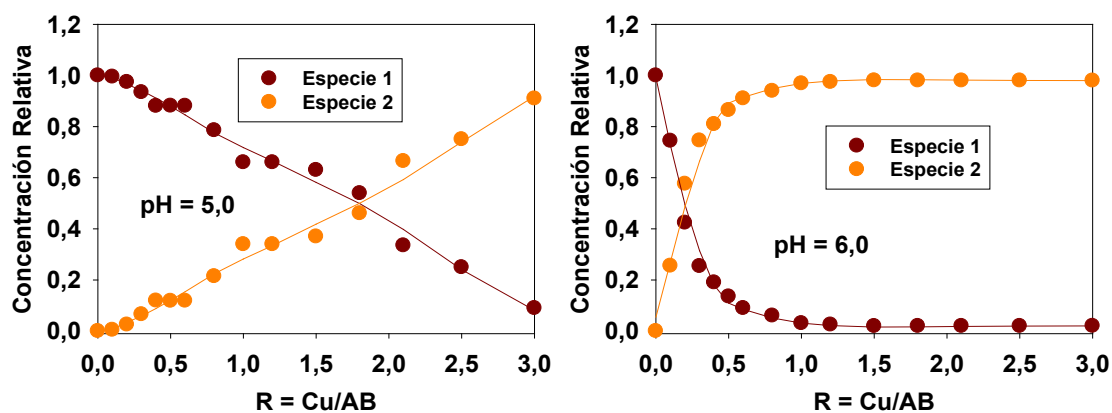 Concentración Relativa
1,2
1,0
0,8
0,6
0,4
0,2
0,0
Especie 1
Especie 2
pH = 5,0
0,0 0,5 1,0 1,5 2,0 2,5 3,0
R = Cu/AB
Concentración Relativa
1,2
1,0
0,8
0,6
0,4
0,2
0,0
Especie 1
Especie 2
pH = 6,0
0,0 0,5 1,0 1,5 2,0 2,5 3,0
R = Cu/AB